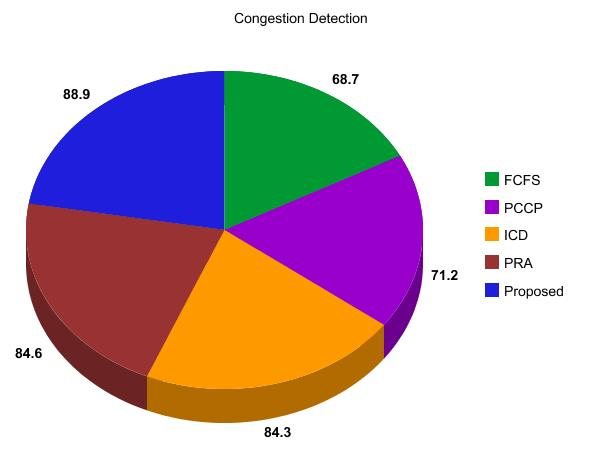 Congestion Detection
88.9
68.7
71.2
84.6
84.3
FCFS
PCCP
ICD
PRA
Proposed